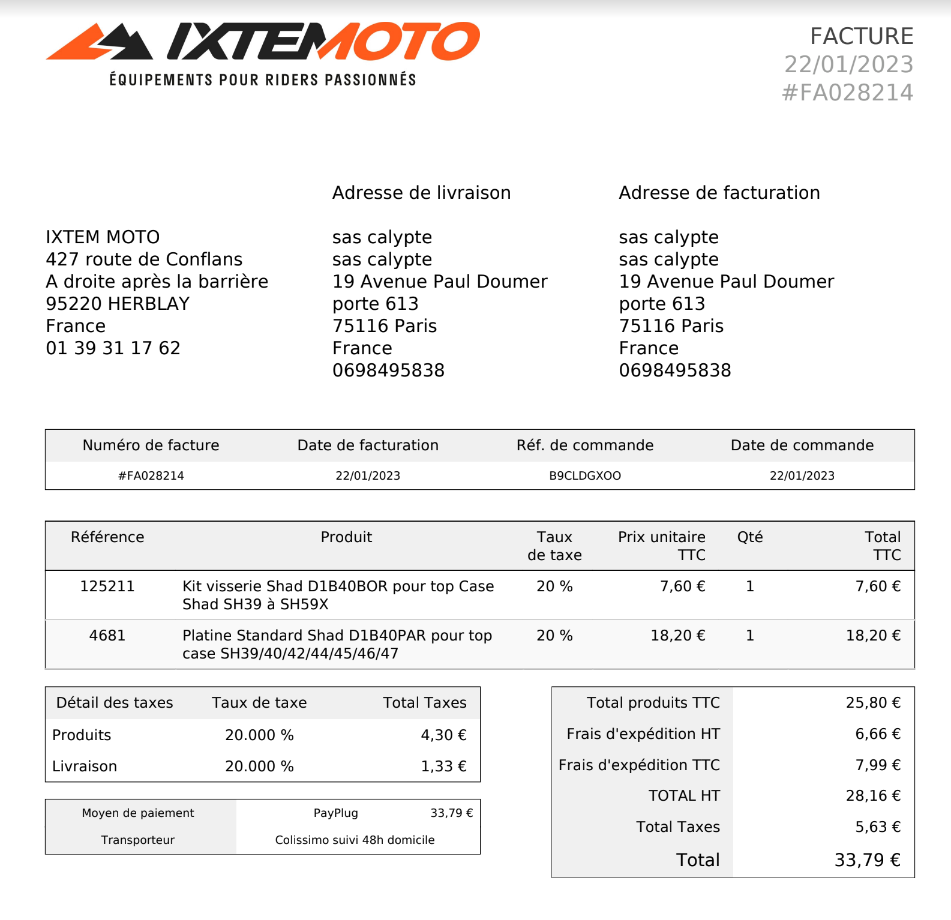 IXTEMOTO
ÉQUIPEMENTS POUR RIDERS PASSIONNÉS
FACTURE
22/01/2023
#FA028214
IXTEM MOTO
427 route de Conflans
A droite après la barrière
95220 HERBLAY
France
01 39 31 17 62
Adresse de livraison
sas calypte
sas calypte
19 Avenue Paul Doumer
porte 613
75116 Paris
France
0698495838
Adresse de facturation
sas calypte
sas calypte
19 Avenue Paul Doumer
porte 613
75116 Paris
France
0698495838
Numéro de facture Date de facturation Réf. de commande Date de commande
#FA028214 22/01/2023 B9CLDGXOO 22/01/2023
Référence Produit Taux Prix unitaire Qté Total
de taxe TTC TTC
125211 Kit visserie Shad D1B40BOR pour top Case 20 % 7,60 € 1 7,60 €
Shad SH39 à SH59X
4681 Platine Standard Shad D1B40PAR pour top 20 % 18,20 € 1 18,20 €
case SH39/40/42/44/45/46/47
Détail des taxes Taux de taxe Total Taxes
Produits 20.000 % 4,30 €
Livraison 20.000 % 1,33 €
Moyen de paiement PayPlug 33,79 €
Transporteur Colissimo suivi 48h domicile
Total produits TTC 25,80 €
Frais d'expédition HT 6,66 €
Frais d'expédition TTC 7,99 €
TOTAL HT 28,16 €
Total Taxes 5,63 €
Total 33,79 €